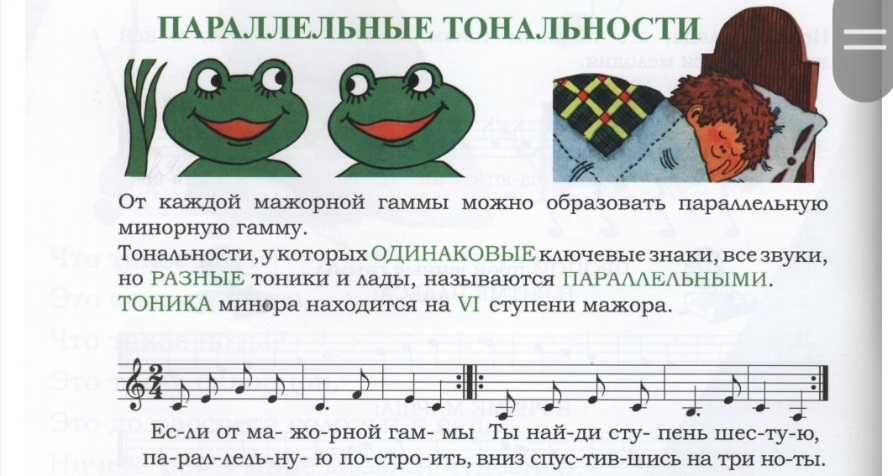 ПАРАЛЛЕЛЬНЫЕ ТОНАЛЬНОСТИ
От каждой мажорной гаммы можно образовать параллельную
минорную гамму.
Тональности, у которых ОДИНАКОВЫЕ ключевые знаки, все звуки,
но РАЗНЫЕ тоники и лады, называются ПАРАЛЛЕЛЬНЫМИ.
ТОНИКА минора находится на VI ступени мажора.
2
4
Ес-ли от ма-жо-рной гам-мы, Ты най-ди сту-пень шес-ту-ю,
па-рал-лель-ну-ю по-стро-ить, вниз спус-тив-шись на три но-ты.